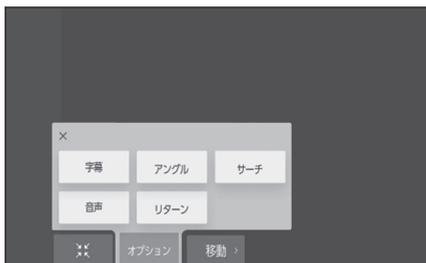 ×
字幕 アングル サーチ
音声 リターン
オプション 移動 ›